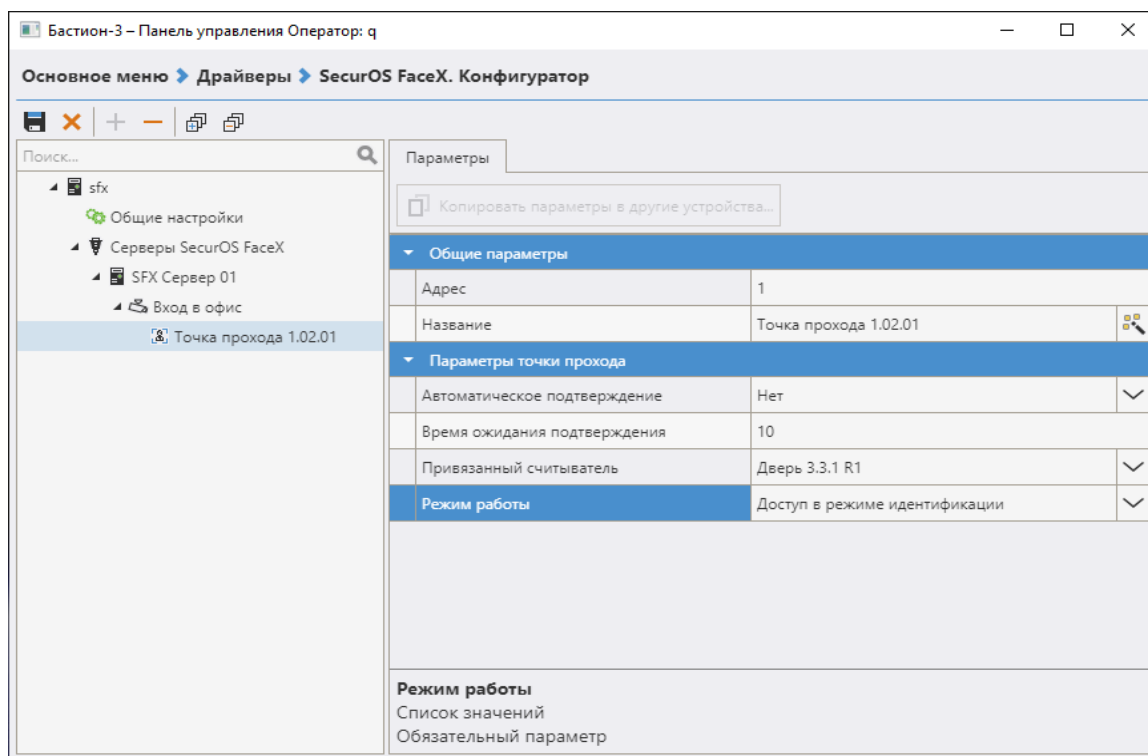 Бастион-3 – Панель управления Оператор: q
Основное меню Драйверы SecurOS FaceX. Конфигуратор
Поиск...
sfx
Общие настройки
Серверы SecurOS FaceX
SFX Сервер 01
Вход в офис
Точка прохода 1.02.01
Параметры
Копировать параметры в другие устройства...
Общие параметры
Адрес 1
Название Точка прохода 1.02.01
Параметры точки прохода
Автоматическое подтверждение Нет
Время ожидания подтверждения 10
Привязанный считыватель Дверь 3.3.1 R1
Режим работы Доступ в режиме идентификации
Режим работы
Список значений
Обязательный параметр